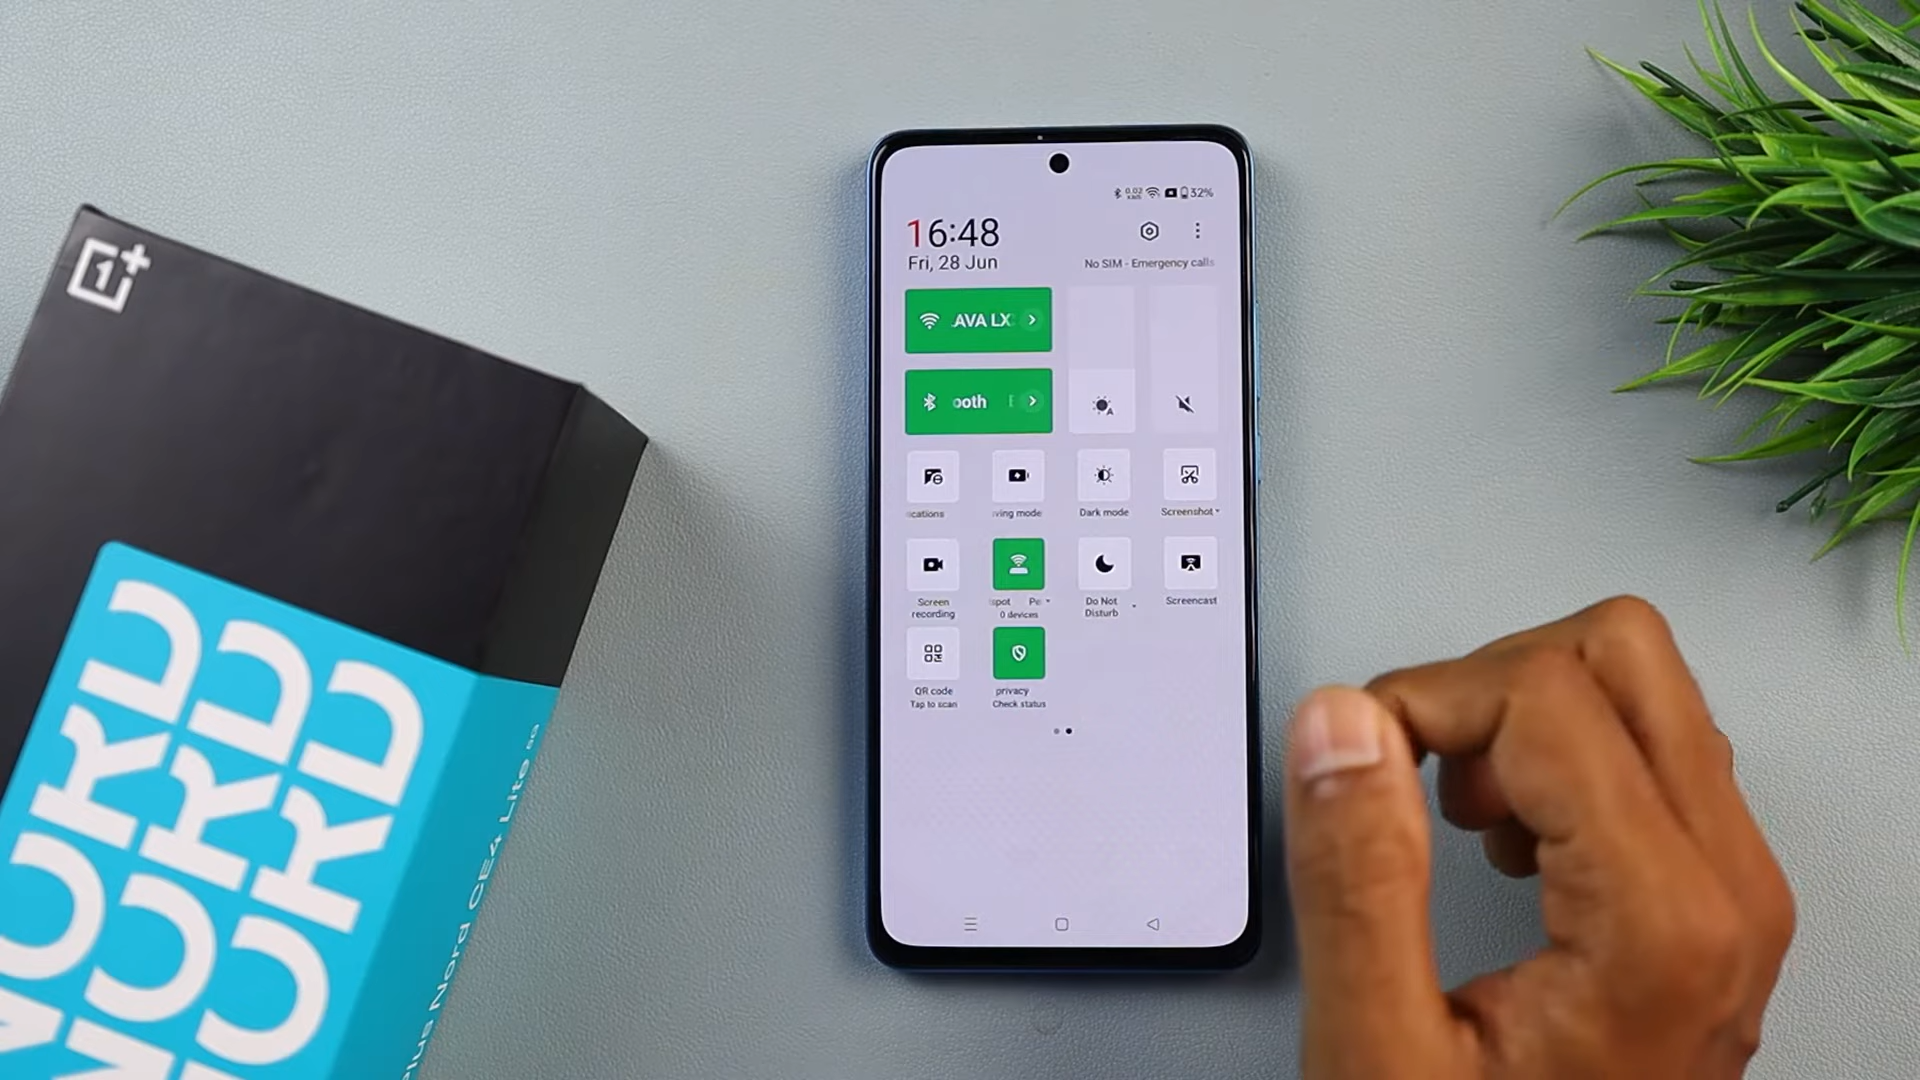 0.02
KB/s
32%
16:48
Fri, 28 Jun
No SIM - Emergency calls
AVA LX
ooth
A
ications
iving mode
Dark mode
Screenshot
Screen
recording
spot
0 devices
Do Not
Disturb
Screencast
QR code
Tap to scan
privacy
Check status
1+
NORD
NORD
NORD
Plus Nord CE4 Lite 5G